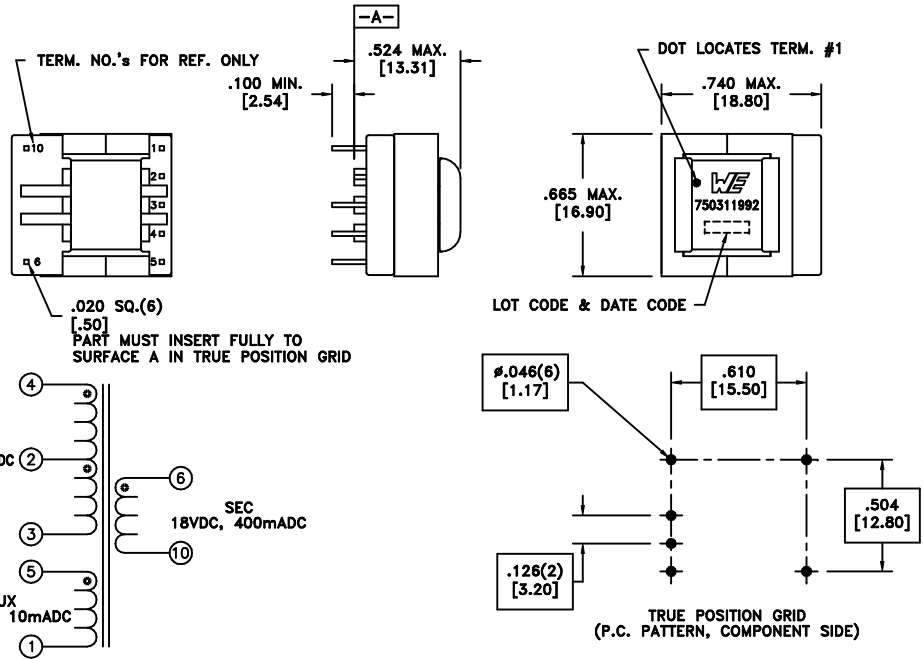 -A-
TERM. NO.'s FOR REF. ONLY
.524 MAX.
[13.31]
.100 MIN.
[2.54]
DOT LOCATES TERM. #1
.740 MAX.
[18.80]
10
1
2
3
4
6
5
.665 MAX.
[16.90]
WE
750311992
.020 SQ.(6)
[.50]
PART MUST INSERT FULLY TO
SURFACE A IN TRUE POSITION GRID
LOT CODE & DATE CODE
4
DC 2
3
5
UX
10mADC
1
6
SEC
18VDC, 400mADC
10
ø.046(6)
[1.17]
.610
[15.50]
.504
[12.80]
.126(2)
[3.20]
TRUE POSITION GRID
(P.C. PATTERN, COMPONENT SIDE)